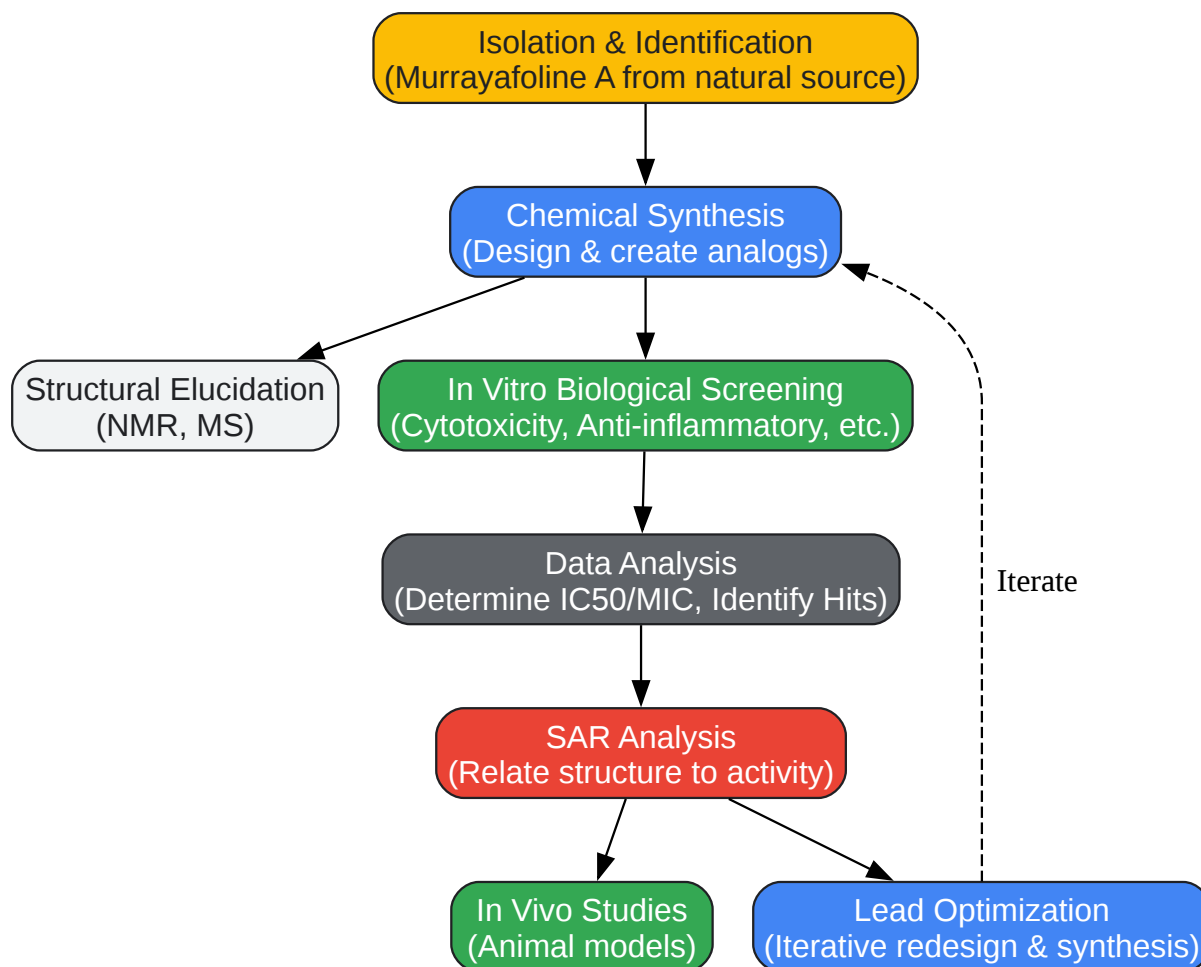 Isolation & Identification
(Murrayafoline A from natural source)
Chemical Synthesis
(Design & create analogs)
Structural Elucidation
(NMR, MS)
In Vitro Biological Screening
(Cytotoxicity, Anti-inflammatory, etc.)
Data Analysis
(Determine IC50/MIC, Identify Hits)
Iterate
SAR Analysis
(Relate structure to activity)
In Vivo Studies
(Animal models)
Lead Optimization
(Iterative redesign & synthesis)